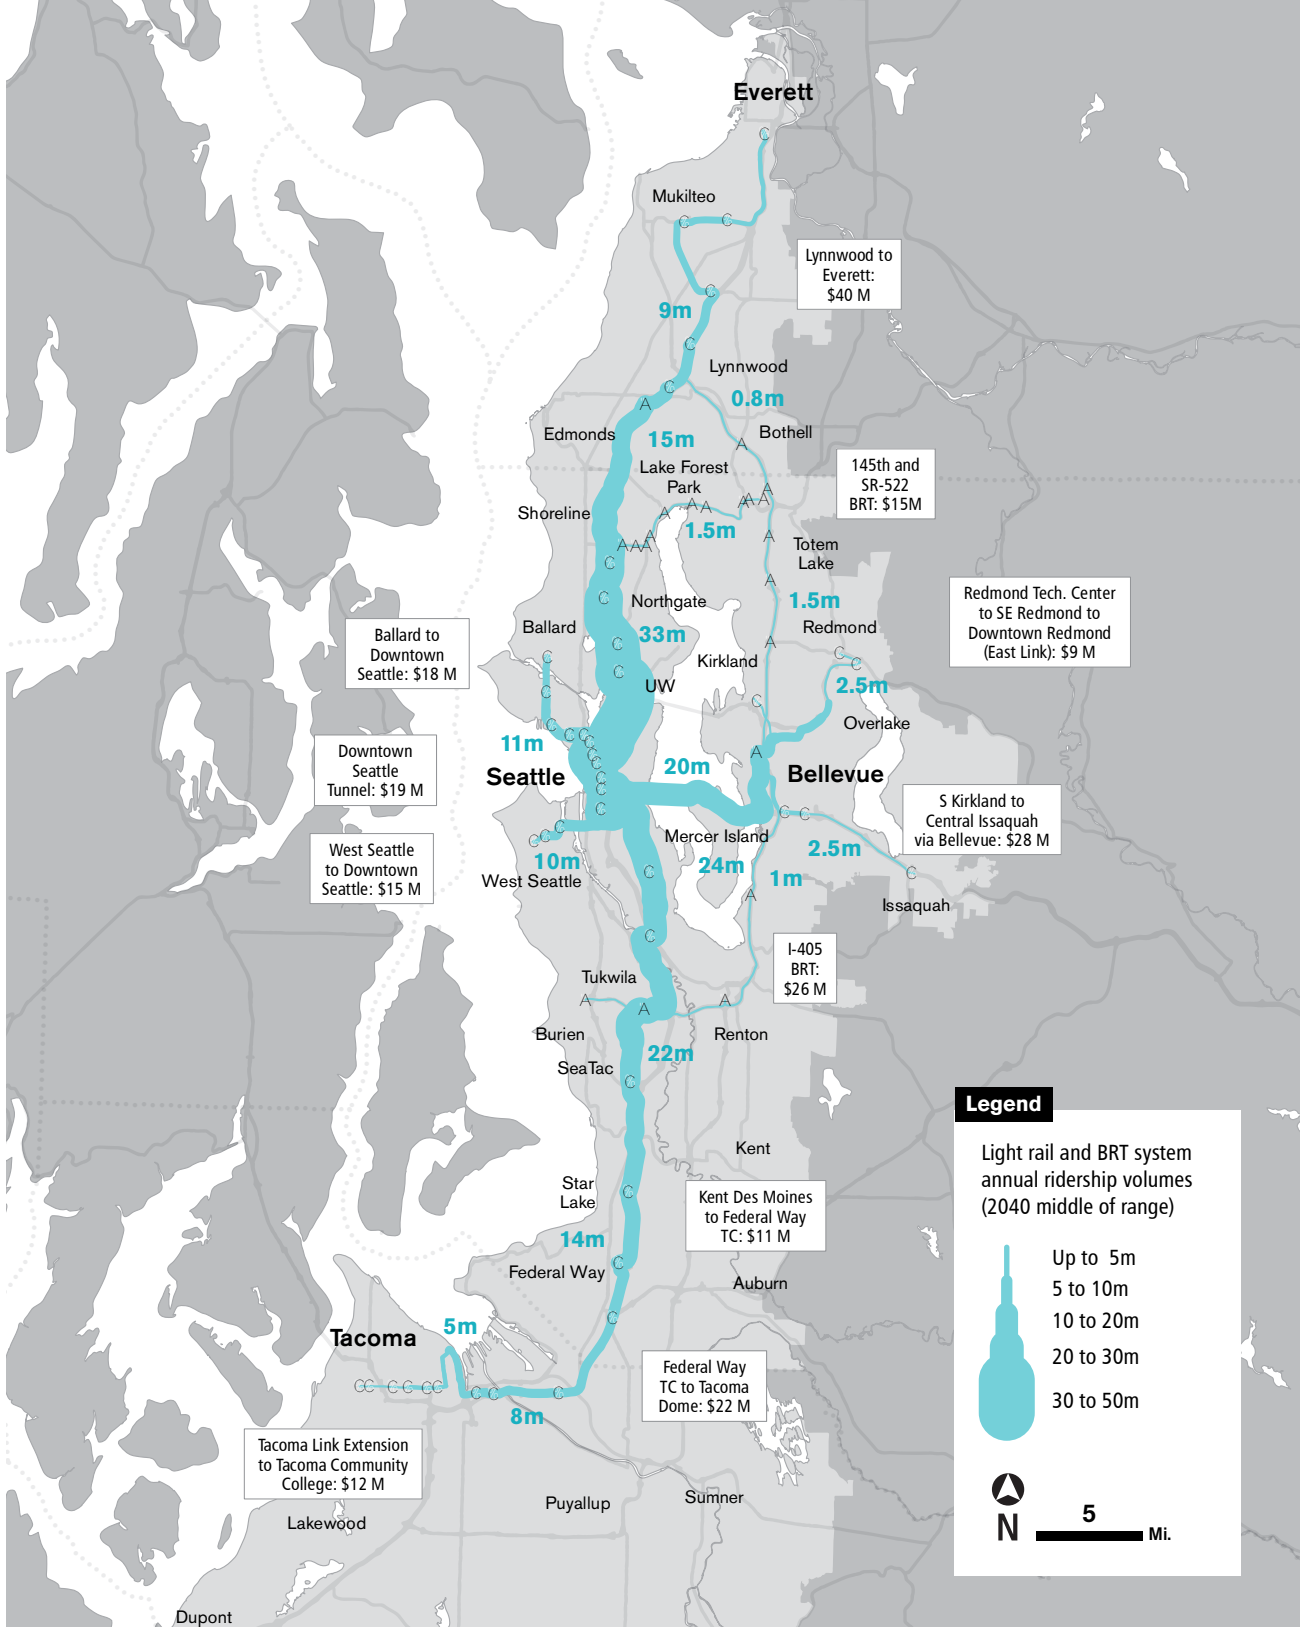 Everett
Mukilteo
Lynnwood to
Everett:
$40 M
9m
Lynnwood
0.8m
Edmonds
15m
Bothell
Lake Forest
Park
145th and
SR-522
BRT: $15M
Shoreline
1.5m
Totem
Lake
Northgate
1.5m
Redmond Tech. Center
to SE Redmond to
Downtown Redmond
(East Link): $9 M
Ballard to
Downtown
Seattle: $18 M
Ballard
33m
Redmond
Kirkland
UW
2.5m
Overlake
11m
Downtown
Seattle
Tunnel: $19 M
Seattle
20m
Bellevue
S Kirkland to
Central Issaquah
via Bellevue: $28 M
West Seattle
to Downtown
Seattle: $15 M
Mercer Island
10m
24m
2.5m
1m
West Seattle
Issaquah
I-405
BRT:
$26 M
Tukwila
Burien
Renton
22m
SeaTac
Kent
Star
Lake
Kent Des Moines
to Federal Way
TC: $11 M
14m
Federal Way
Auburn
5m
Tacoma
Federal Way
TC to Tacoma
Dome: $22 M
8m
Tacoma Link Extension
to Tacoma Community
College: $12 M
Puyallup
Sumner
Lakewood
Dupont
Legend
Light rail and BRT system
annual ridership volumes
(2040 middle of range)
Up to 5m
5 to 10m
10 to 20m
20 to 30m
30 to 50m
N
5
Mi.